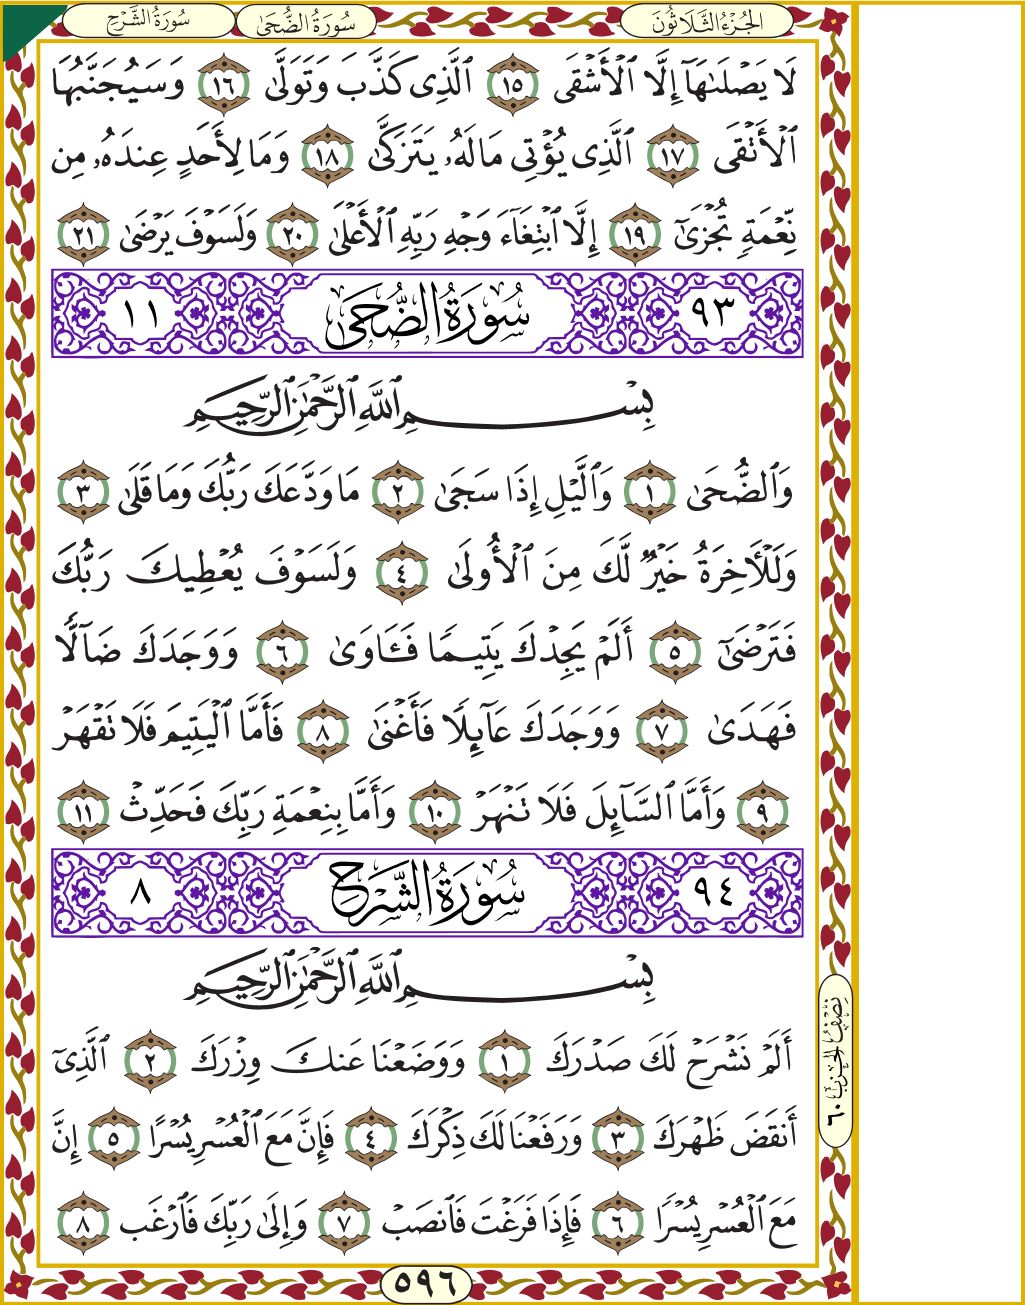 الجُزْءُ الثَّلَاثُونَ سُورَةُ الضُّحَىٰ سُورَةُ الشَّرْحِ
لَا يَصْلَىٰهَآ إِلَّا ٱلْأَشْقَى ١٥ ٱلَّذِى كَذَّبَ وَتَوَلَّىٰ ١٦ وَسَيُجَنَّبُهَا
ٱلْأَتْقَى ١٧ ٱلَّذِى يُؤْتِى مَالَهُۥ يَتَزَكَّىٰ ١٨ وَمَا لِأَحَدٍ عِندَهُۥ مِن
نِّعْمَةٍ تُجْزَىٰٓ ١٩ إِلَّا ٱبْتِغَآءَ وَجْهِ رَبِّهِ ٱلْأَعْلَىٰ ٢٠ وَلَسَوْفَ يَرْضَىٰ ٢١
٩٣ سُورَةُ الضُّحَىٰ ١١
بِسْمِ ٱللَّهِ ٱلرَّحْمَٰنِ ٱلرَّحِيمِ
وَٱلضُّحَىٰ ١ وَٱلَّيْلِ إِذَا سَجَىٰ ٢ مَا وَدَّعَكَ رَبُّكَ وَمَا قَلَىٰ ٣
وَلَلْـَٔاخِرَةُ خَيْرٌ لَّكَ مِنَ ٱلْأُولَىٰ ٤ وَلَسَوْفَ يُعْطِيكَ رَبُّكَ
فَتَرْضَىٰٓ ٥ أَلَمْ يَجِدْكَ يَتِيمًا فَـَٔاوَىٰ ٦ وَوَجَدَكَ ضَآلًّا
فَهَدَىٰ ٧ وَوَجَدَكَ عَآئِلًا فَأَغْنَىٰ ٨ فَأَمَّا ٱلْيَتِيمَ فَلَا تَقْهَرْ
٩ وَأَمَّا ٱلسَّآئِلَ فَلَا تَنْهَرْ ١٠ وَأَمَّا بِنِعْمَةِ رَبِّكَ فَحَدِّثْ ١١
٩٤ سُورَةُ الشَّرْحِ ٨
بِسْمِ ٱللَّهِ ٱلرَّحْمَٰنِ ٱلرَّحِيمِ
أَلَمْ نَشْرَحْ لَكَ صَدْرَكَ ١ وَوَضَعْنَا عَنكَ وِزْرَكَ ٢ ٱلَّذِىٓ
أَنقَضَ ظَهْرَكَ ٣ وَرَفَعْنَا لَكَ ذِكْرَكَ ٤ فَإِنَّ مَعَ ٱلْعُسْرِ يُسْرًا ٥ إِنَّ
مَعَ ٱلْعُسْرِ يُسْرًا ٦ فَإِذَا فَرَغْتَ فَٱنصَبْ ٧ وَإِلَىٰ رَبِّكَ فَٱرْغَب ٨
نِصْفُ الحِزْبِ ٦٠
٥٩٦